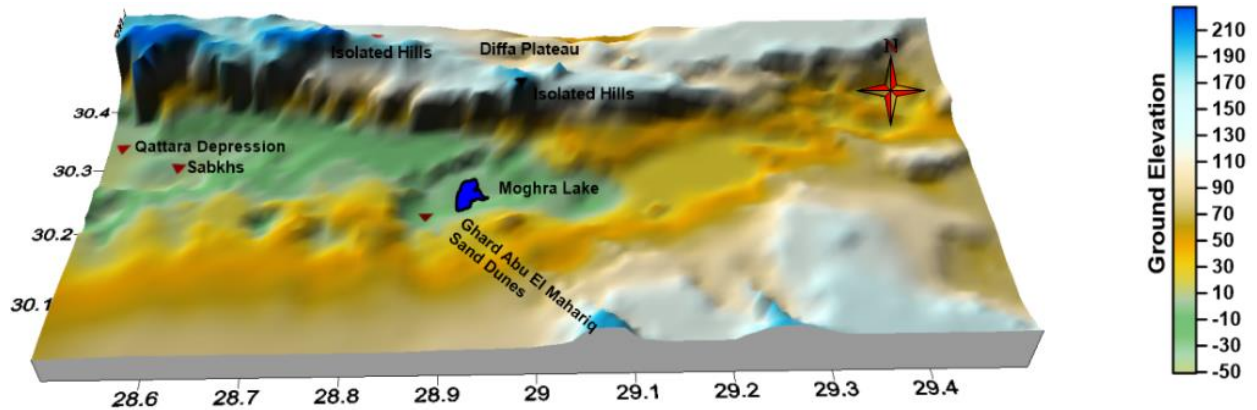 Isolated Hills
Diffa Plateau
N
Isolated Hills
Qattara Depression
Sabkhs
Moghra Lake
Ghard Abu El Mahariq
Sand Dunes
30.4
30.3
30.2
30.1
28.6
28.7
28.8
28.9
29
29.1
29.2
29.3
29.4
Ground Elevation
210
190
170
150
130
110
90
70
50
30
10
-10
-30
-50